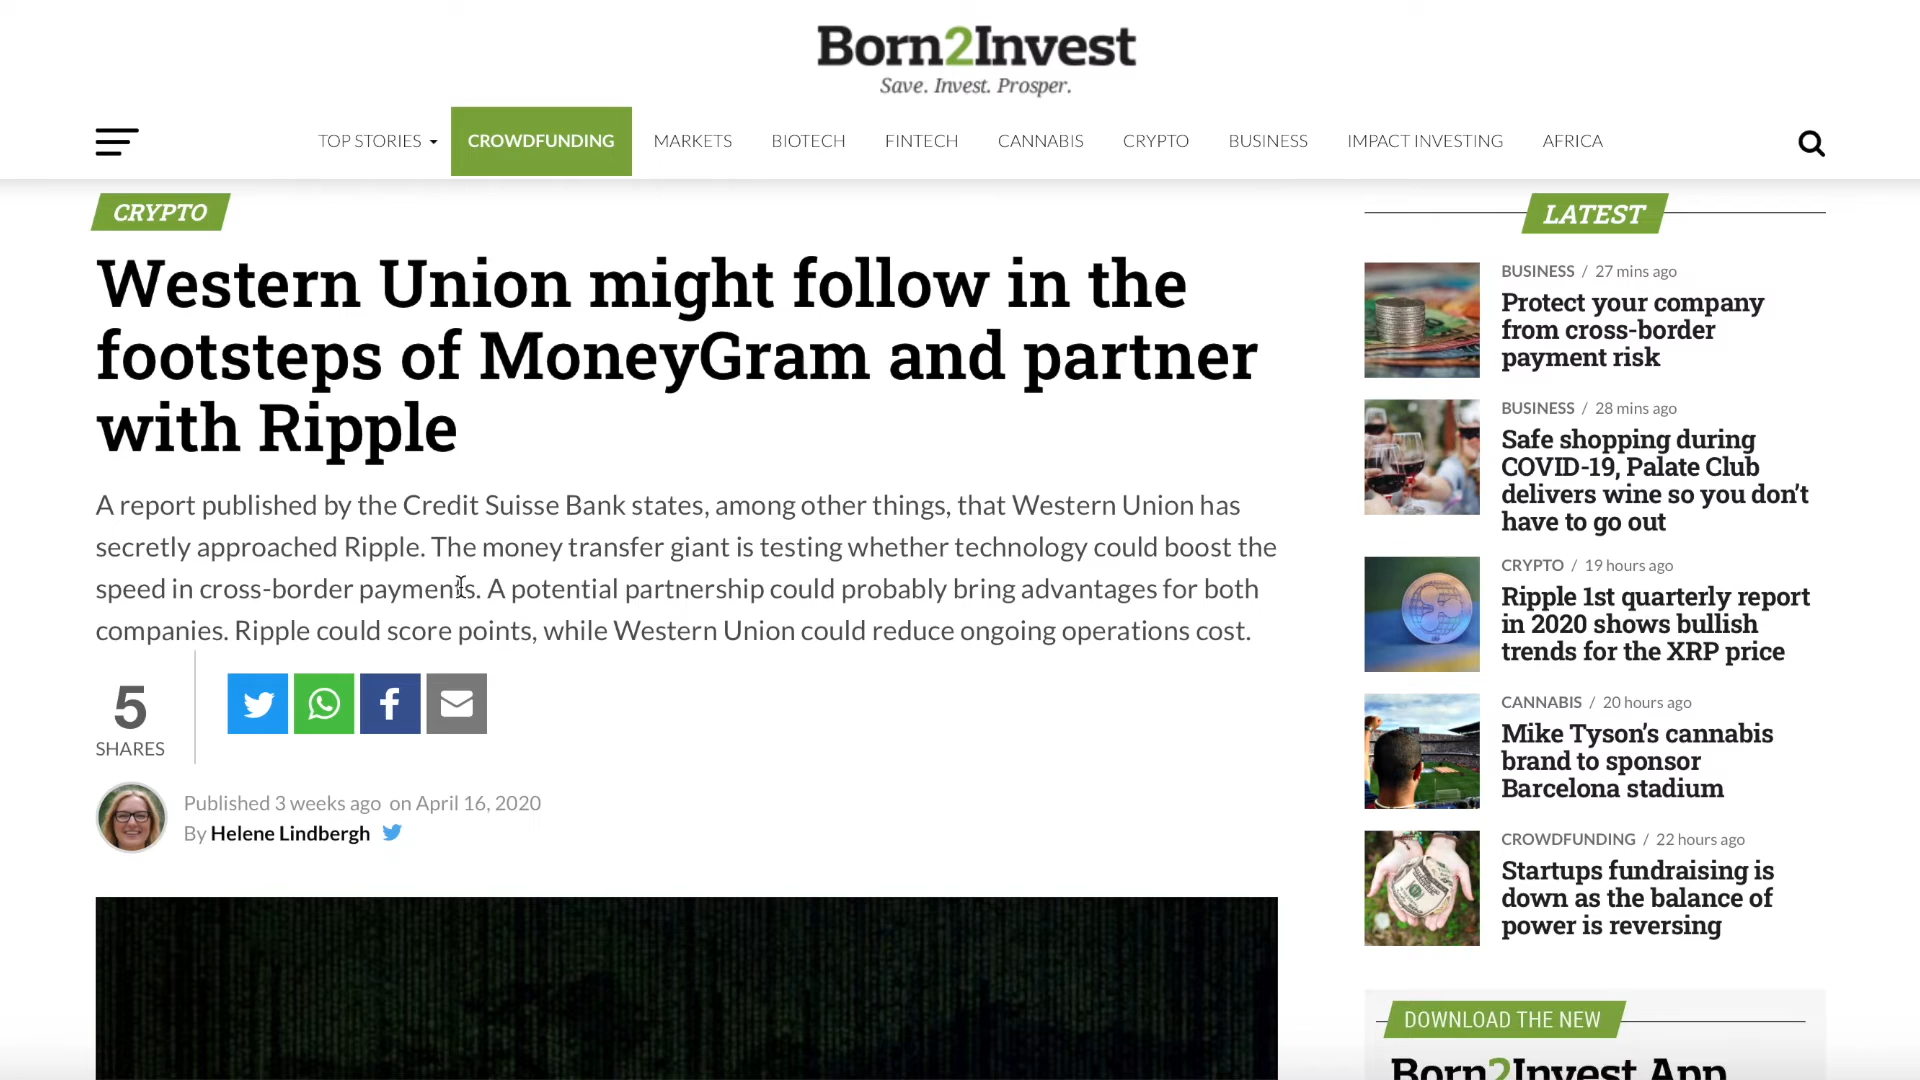 Born2Invest
Save. Invest. Prosper.
TOP STORIES
CROWDFUNDING
MARKETS
BIOTECH
FINTECH
CANNABIS
CRYPTO
BUSINESS
IMPACT INVESTING
AFRICA
CRYPTO
Western Union might follow in the
footsteps of MoneyGram and partner
with Ripple
A report published by the Credit Suisse Bank states, among other things, that Western Union has
secretly approached Ripple. The money transfer giant is testing whether technology could boost the
speed in cross-border payments. A potential partnership could probably bring advantages for both
companies. Ripple could score points, while Western Union could reduce ongoing operations cost.
5
SHARES
Published 3 weeks ago on April 16, 2020
By Helene Lindbergh
LATEST
BUSINESS / 27 mins ago
Protect your company
from cross-border
payment risk
BUSINESS / 28 mins ago
Safe shopping during
COVID-19, Palate Club
delivers wine so you don’t
have to go out
CRYPTO / 19 hours ago
Ripple 1st quarterly report
in 2020 shows bullish
trends for the XRP price
CANNABIS / 20 hours ago
Mike Tyson’s cannabis
brand to sponsor
Barcelona stadium
CROWDFUNDING / 22 hours ago
Startups fundraising is
down as the balance of
power is reversing
DOWNLOAD THE NEW
Born2Invest App